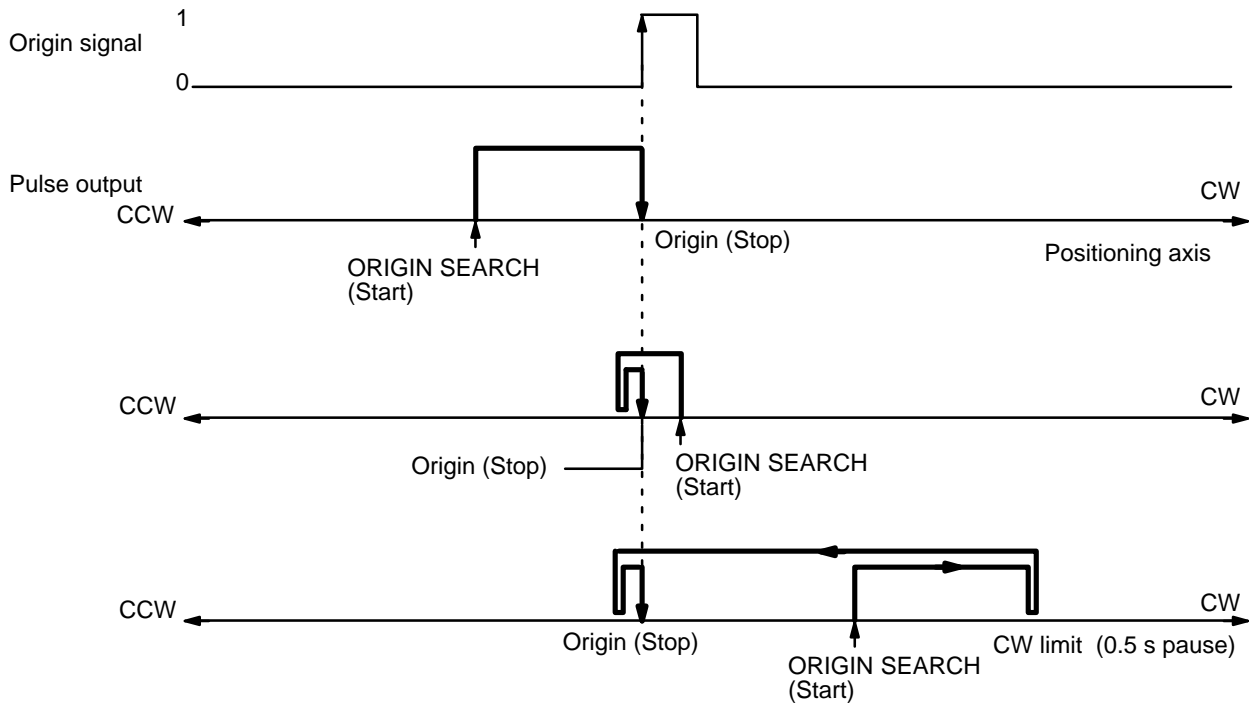 1
Origin signal
0
Pulse output
CCW
CW
Origin (Stop)
Positioning axis
ORIGIN SEARCH
(Start)
CCW
CW
Origin (Stop)
ORIGIN SEARCH
(Start)
CCW
CW
Origin (Stop)
CW limit (0.5 s pause)
ORIGIN SEARCH
(Start)